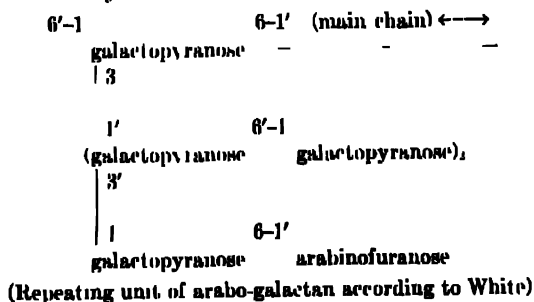 6′–1 6–1′ (main chain) ←--→
galactopyranose – – –
| 3
1′ 6′–1
(galactopyranose galactopyranose)₂
3′
| 1 6–1′
galactopyranose arabinofuranose
(Repeating unit of arabo-galactan according to White)